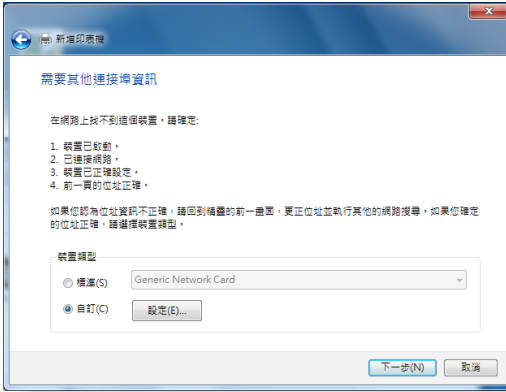 新增印表機
需要其他連接埠資訊
在網路上找不到這個裝置，請確定:
1. 裝置已啟動。
2. 已連接網路。
3. 裝置已正確設定。
4. 前一頁的位址正確。
如果您認為位址資訊不正確，請回到精靈的前一畫面，更正位址並執行其他的網路搜尋。如果您確定
的位址正確，請選擇裝置類型。
裝置類型
標準(S)
Generic Network Card
自訂(C)
設定(E)...
下一步(N)
取消